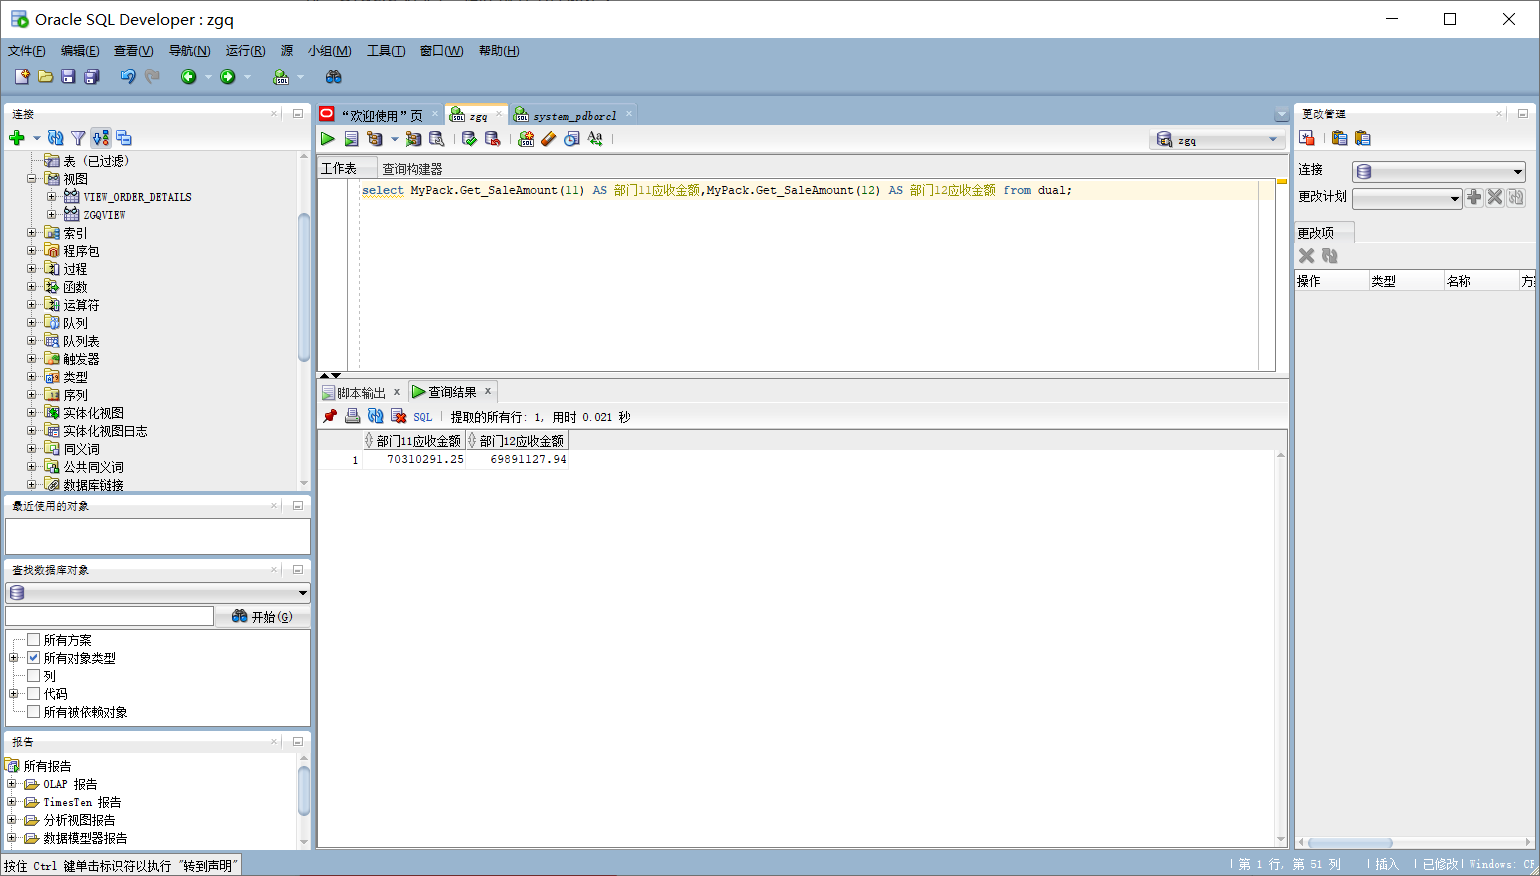 Oracle SQL Developer : zgq
文件(F) 编辑(E) 查看(V) 导航(N) 运行(R) 源 小组(M) 工具(T) 窗口(W) 帮助(H)
连接
表 (已过滤)
视图
VIEW_ORDER_DETAILS
ZGQVIEW
索引
程序包
过程
函数
运算符
队列
队列表
触发器
类型
序列
实体化视图
实体化视图日志
同义词
公共同义词
数据库链接
最近使用的对象
查找数据库对象
开始(G)
所有方案
所有对象类型
列
代码
所有被依赖对象
报告
所有报告
OLAP 报告
TimesTen 报告
分析视图报告
数据模型器报告
“欢迎使用”页 zgq system_pdborcl
zgq
工作表 查询构建器
select MyPack.Get_SaleAmount(11) AS 部门11应收金额,MyPack.Get_SaleAmount(12) AS 部门12应收金额 from dual;
脚本输出 查询结果
SQL 提取的所有行: 1, 用时 0.021 秒
部门11应收金额 部门12应收金额
1 70310291.25 69891127.94
更改管理
连接
更改计划
更改项
操作 类型 名称
按住 Ctrl 键单击标识符以执行 "转到声明"
第 1 行, 第 51 列 插入 已修改 Windows: